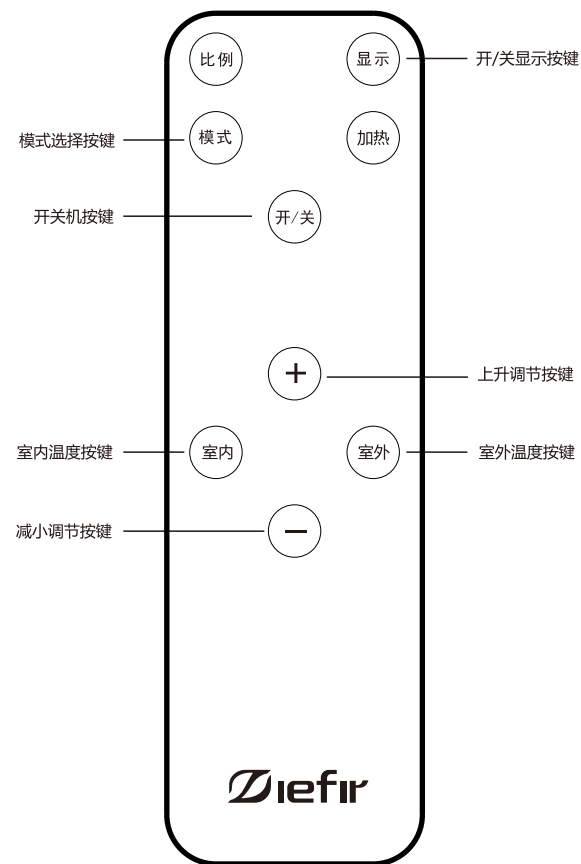 比例
显示
开/关显示按键
模式选择按键
模式
加热
开关机按键
开/关
+
上升调节按键
室内温度按键
室内
室外
室外温度按键
减小调节按键
−
Ziefir